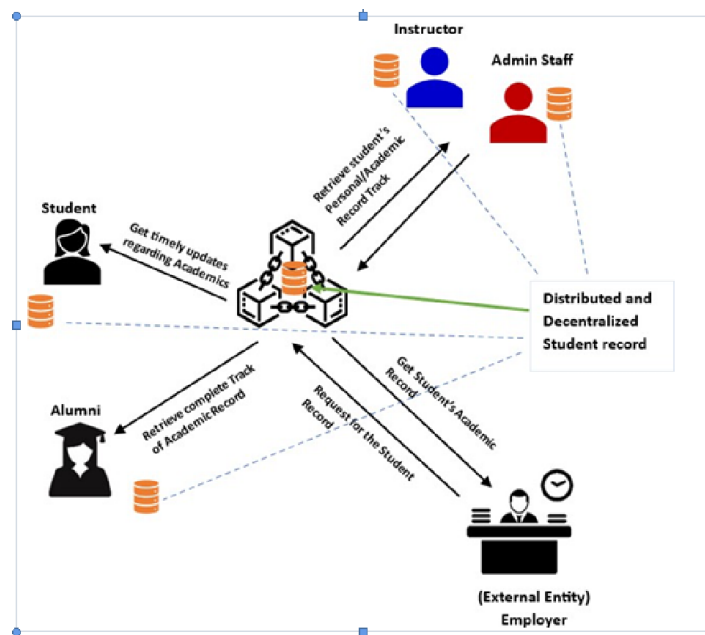 Instructor
Admin Staff
Retrieve student's
Personal/Academic
Record Track
Student
Get timely updates
regarding Academics
Distributed and
Decentralized
Student record
Alumni
Retrieve complete Track
of Academic Record
Get Student's Academic
Record
Request for the Student
Record
(External Entity)
Employer